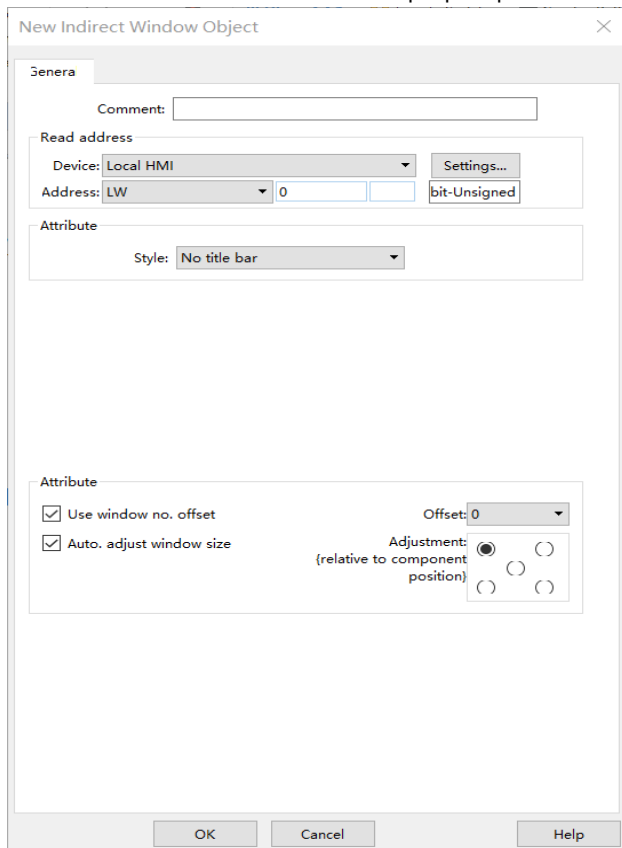 New Indirect Window Object
Genera
Comment:
Read address
Device: Local HMI Settings...
Address: LW 0 bit-Unsigned
Attribute
Style: No title bar
Attribute
Use window no. offset Offset: 0
Auto. adjust window size Adjustment:
{relative to component
position}
OK Cancel Help